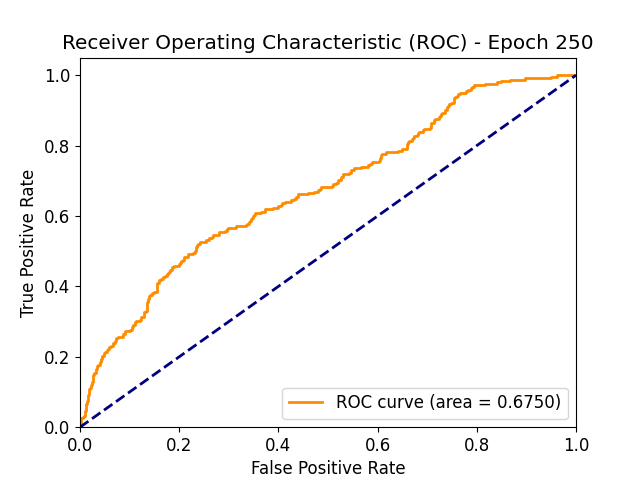 Receiver Operating Characteristic (ROC) - Epoch 250
True Positive Rate
1.0
0.8
0.6
0.4
0.2
0.0
ROC curve (area = 0.6750)
0.0 0.2 0.4 0.6 0.8 1.0
False Positive Rate